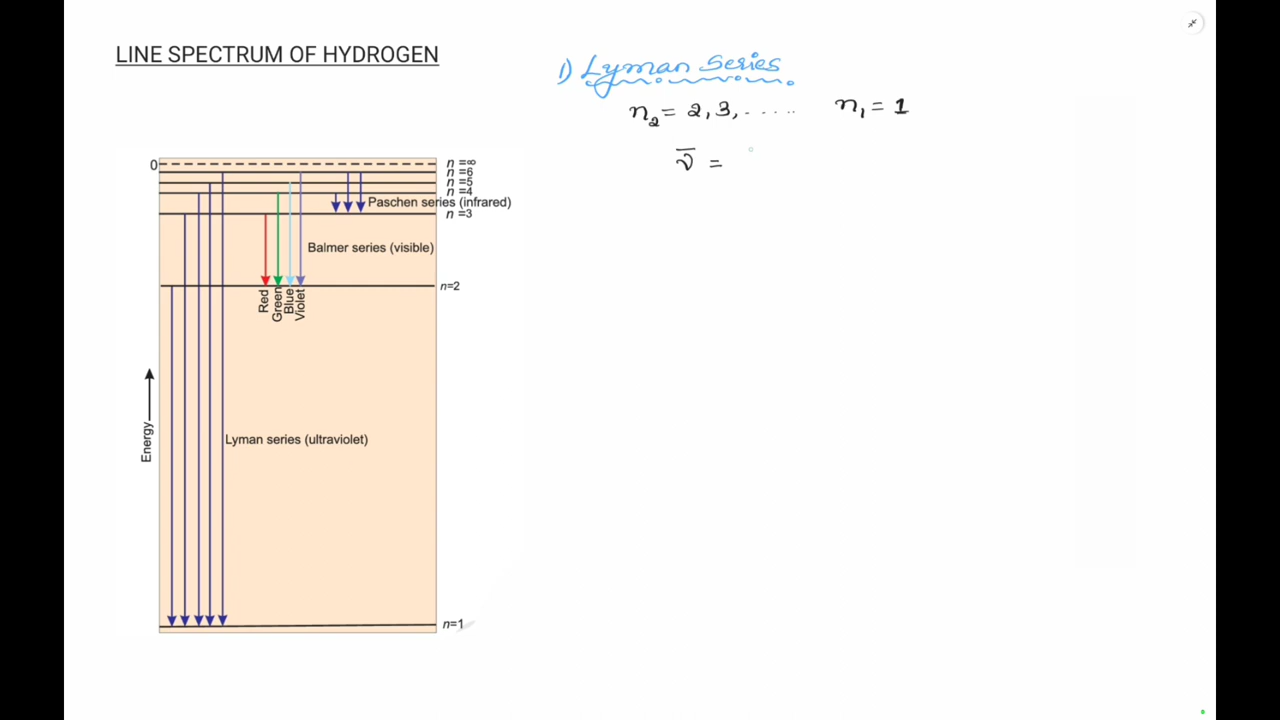 LINE SPECTRUM OF HYDROGEN
1) Lyman Series
n₂ = 2, 3, ...... n₁ = 1
ν̅ =
0
n =∞
n =6
n =5
n =4
Paschen series (infrared)
n =3
Balmer series (visible)
n=2
Red
Green
Blue
Violet
Energy
Lyman series (ultraviolet)
n=1